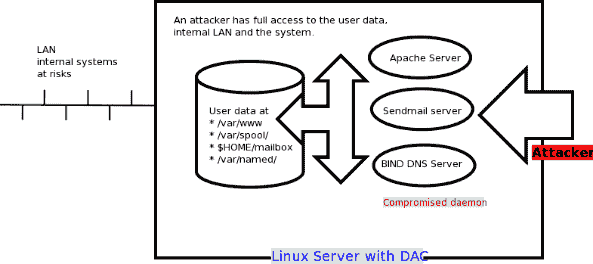 An attacker has full access to the user data,
internal LAN and the system.
LAN
internal systems
at risks
Apache Server
User data at
* /var/www
* /var/spool/
* $HOME/mailbox
* /var/named/
Sendmail server
Attacker
BIND DNS Server
Compromised daemon
Linux Server with DAC